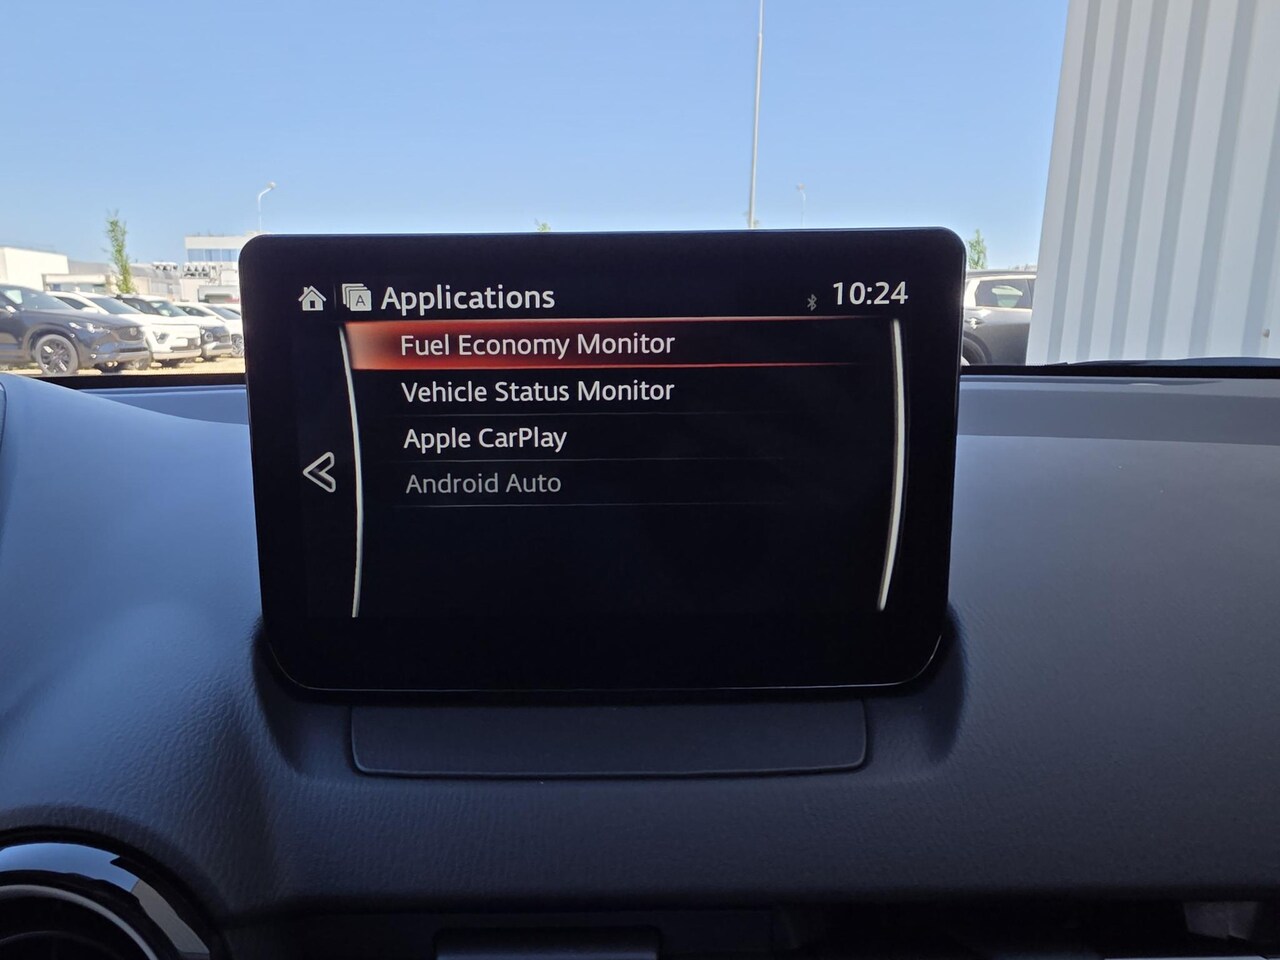 A Applications 10:24
Fuel Economy Monitor
Vehicle Status Monitor
Apple CarPlay
Android Auto